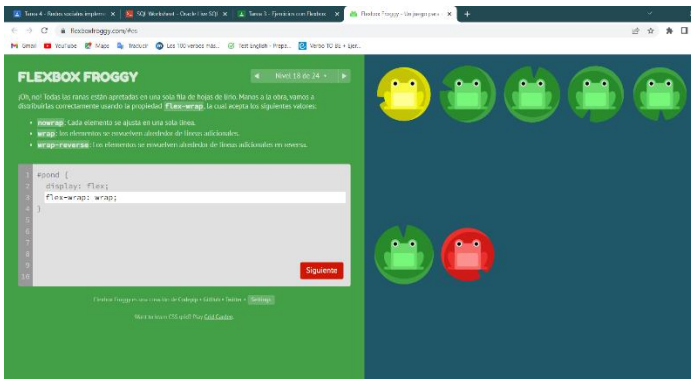 Tarea 4 - Redes sociales implem
SQL Worksheet - Oracle Live SQL
Tarea 3 - Ejercicios con Flexbox
Flexbox Froggy - Un juego para
flexboxfroggy.com/#es
Gmail
YouTube
Maps
Traducir
Los 100 verbos más...
Test english - Prepa...
Verbo TO BE - Ejer...
FLEXBOX FROGGY
Nivel 18 de 24
¡Oh, no! Todas las ranas están apretadas en una sola fila de hojas de lirio. Manos a la obra, vamos a
distribuirlas correctamente usando la propiedad flex-wrap, la cual acepta los siguientes valores:
nowrap: Cada elemento se ajusta en una sola línea.
wrap: los elementos se envuelven alrededor de líneas adicionales.
wrap-reverse: Los elementos se envuelven alrededor de líneas adicionales en reversa.
1 #pond {
2 display: flex;
3 flex-wrap: wrap;
4 }
5
6
7
8
9
10
Siguiente
Flexbox Froggy es una creación de Codepip • GitHub • Twitter • Settings
Want to learn CSS grid? Play Grid Garden.